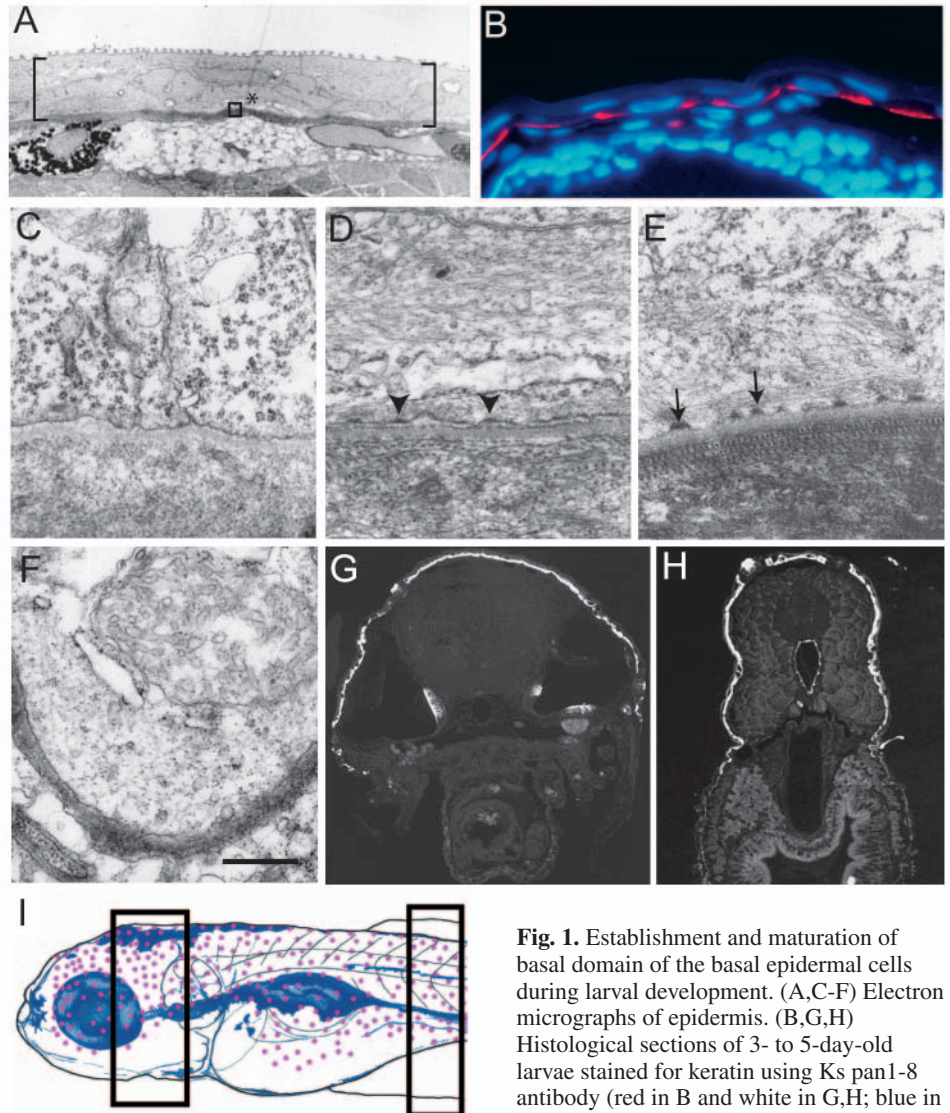 A
B
*
C
D
E
F
G
H
I
Fig. 1. Establishment and maturation of
basal domain of the basal epidermal cells
during larval development. (A,C-F) Electron
micrographs of epidermis. (B,G,H)
Histological sections of 3- to 5-day-old
larvae stained for keratin using Ks pan1-8
antibody (red in B and white in G,H; blue in